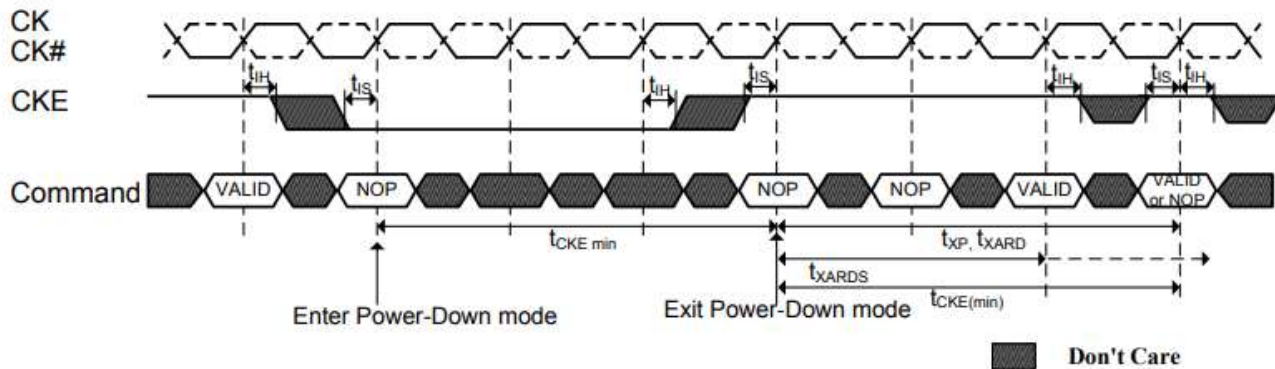 CK
CK#
tIH tIS tIH tIS tIH tIS tIH
CKE
Command VALID NOP NOP NOP VALID VALID or NOP
tCKE min tXP, tXARD
tXARDS
tCKE(min)
Enter Power-Down mode Exit Power-Down mode
Don't Care